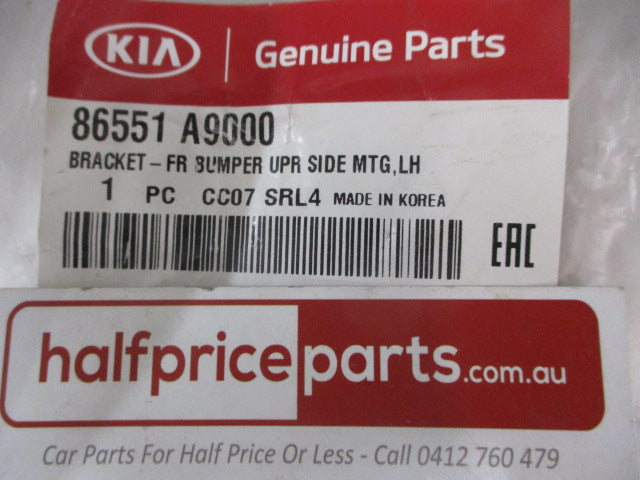 KIA Genuine Parts
86551 A9000
BRACKET-FR BUMPER UPR SIDE MTG,LH
1 PC CC07 SRL4 MADE IN KOREA
EAC
halfpriceparts.com.au
Car Parts For Half Price Or Less - Call 0412 760 479